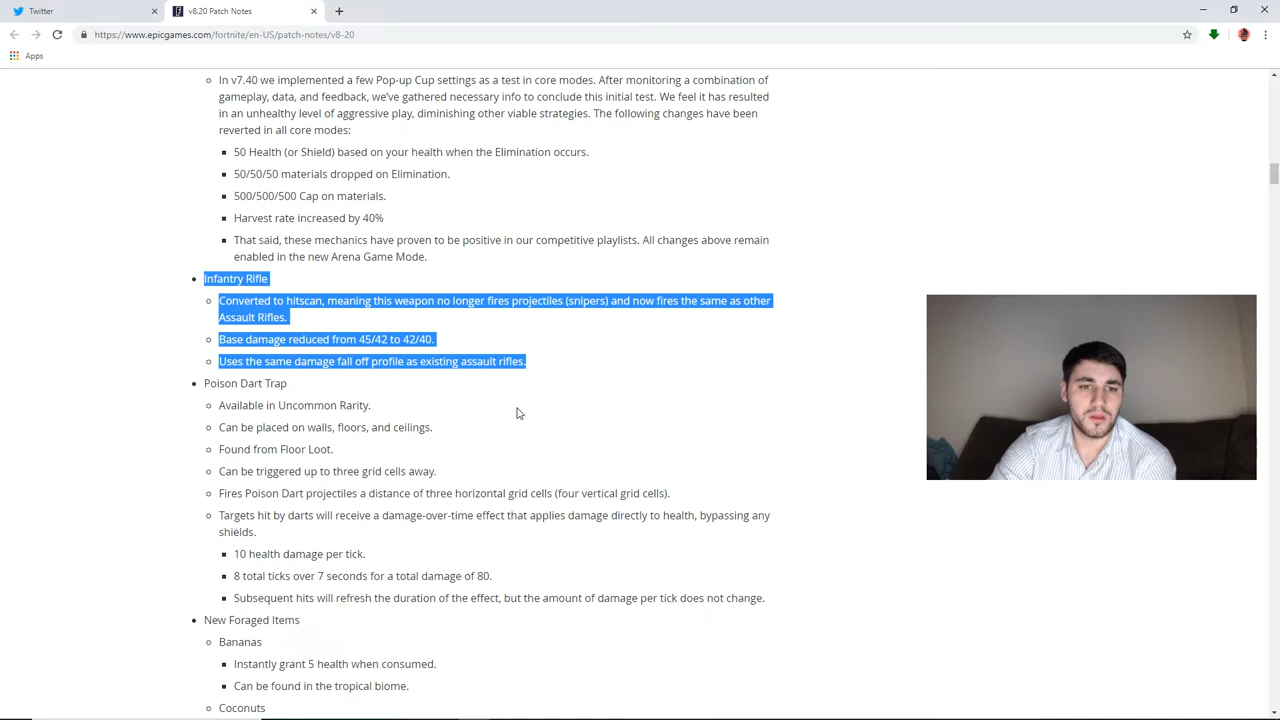 Twitter
v8.20 Patch Notes
https://www.epicgames.com/fortnite/en-US/patch-notes/v8-20
Apps
In v7.40 we implemented a few Pop-up Cup settings as a test in core modes. After monitoring a combination of
gameplay, data, and feedback, we've gathered necessary info to conclude this initial test. We feel it has resulted
in an unhealthy level of aggressive play, diminishing other viable strategies. The following changes have been
reverted in all core modes:
50 Health (or Shield) based on your health when the Elimination occurs.
50/50/50 materials dropped on Elimination.
500/500/500 Cap on materials.
Harvest rate increased by 40%
That said, these mechanics have proven to be positive in our competitive playlists. All changes above remain
enabled in the new Arena Game Mode.
Infantry Rifle
Converted to hitscan, meaning this weapon no longer fires projectiles (snipers) and now fires the same as other
Assault Rifles.
Base damage reduced from 45/42 to 42/40.
Uses the same damage fall off profile as existing assault rifles.
Poison Dart Trap
Available in Uncommon Rarity.
Can be placed on walls, floors, and ceilings.
Found from Floor Loot.
Can be triggered up to three grid cells away.
Fires Poison Dart projectiles a distance of three horizontal grid cells (four vertical grid cells).
Targets hit by darts will receive a damage-over-time effect that applies damage directly to health, bypassing any
shields.
10 health damage per tick.
8 total ticks over 7 seconds for a total damage of 80.
Subsequent hits will refresh the duration of the effect, but the amount of damage per tick does not change.
New Foraged Items
Bananas
Instantly grant 5 health when consumed.
Can be found in the tropical biome.
Coconuts